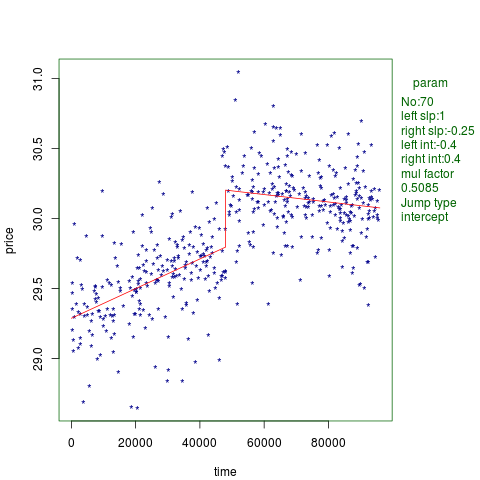 31.0
30.5
30.0
29.5
29.0
price
0
20000
40000
60000
80000
time
param
No:70
left slp:1
right slp:-0.25
left int:-0.4
right int:0.4
mul factor
0.5085
Jump type
intercept